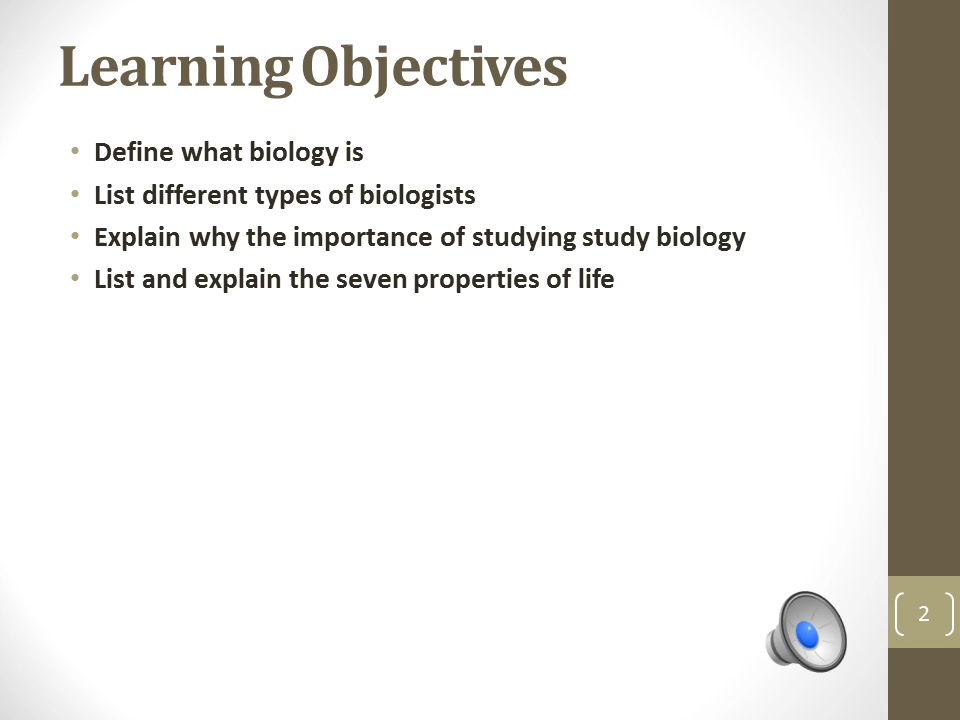 Learning Objectives
• Define what biology is
• List different types of biologists
• Explain why the importance of studying study biology
• List and explain the seven properties of life
2